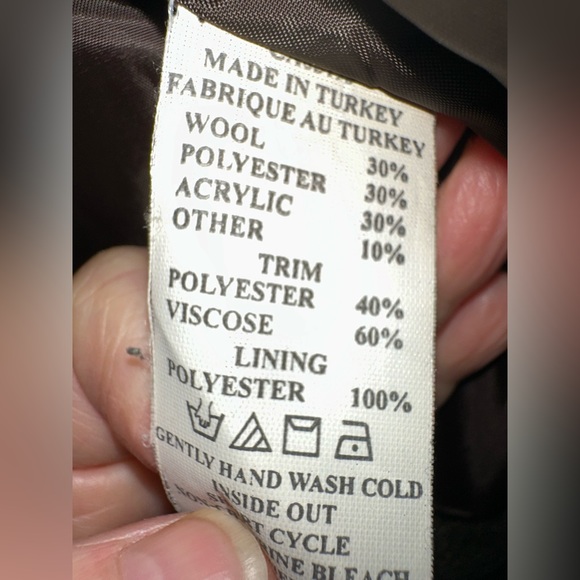 MADE IN TURKEY
FABRIQUE AU TURKEY
WOOL 30%
POLYESTER 30%
ACRYLIC 30%
OTHER 10%
TRIM
POLYESTER 40%
VISCOSE 60%
LINING
POLYESTER 100%
GENTLY HAND WASH COLD
INSIDE OUT
CYCLE
BLEACH